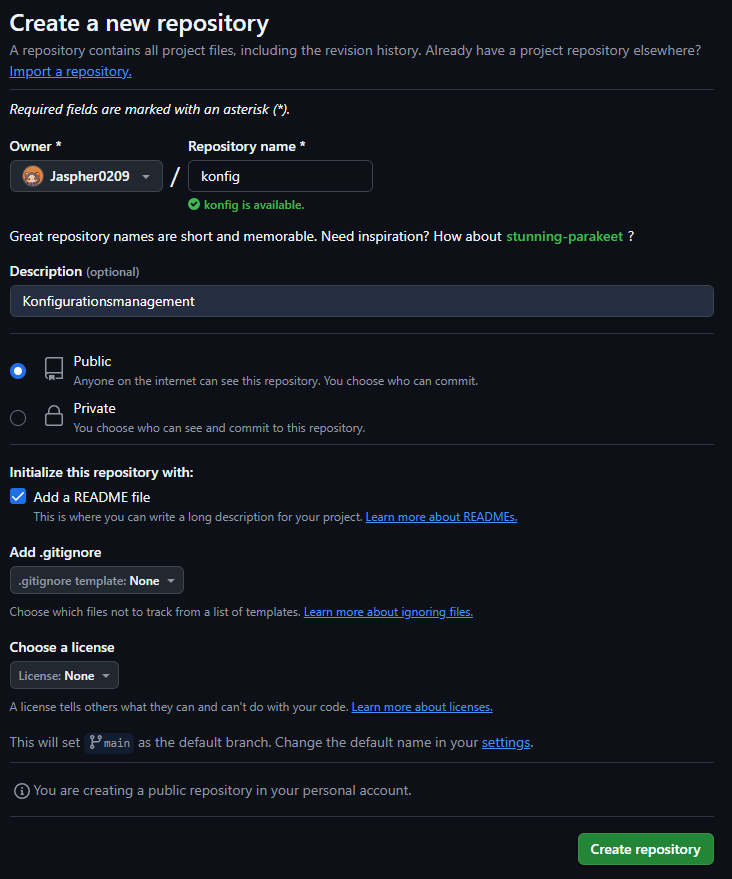 Create a new repository
A repository contains all project files, including the revision history. Already have a project repository elsewhere?
Import a repository.
Required fields are marked with an asterisk (*).
Owner *
Repository name *
Jaspher0209
/
konfig
konfig is available.
Great repository names are short and memorable. Need inspiration? How about stunning-parakeet ?
Description (optional)
Konfigurationsmanagement
Public
Anyone on the internet can see this repository. You choose who can commit.
Private
You choose who can see and commit to this repository.
Initialize this repository with:
Add a README file
This is where you can write a long description for your project. Learn more about READMEs.
Add .gitignore
.gitignore template: None
Choose which files not to track from a list of templates. Learn more about ignoring files.
Choose a license
License: None
A license tells others what they can and can't do with your code. Learn more about licenses.
This will set main as the default branch. Change the default name in your settings.
You are creating a public repository in your personal account.
Create repository